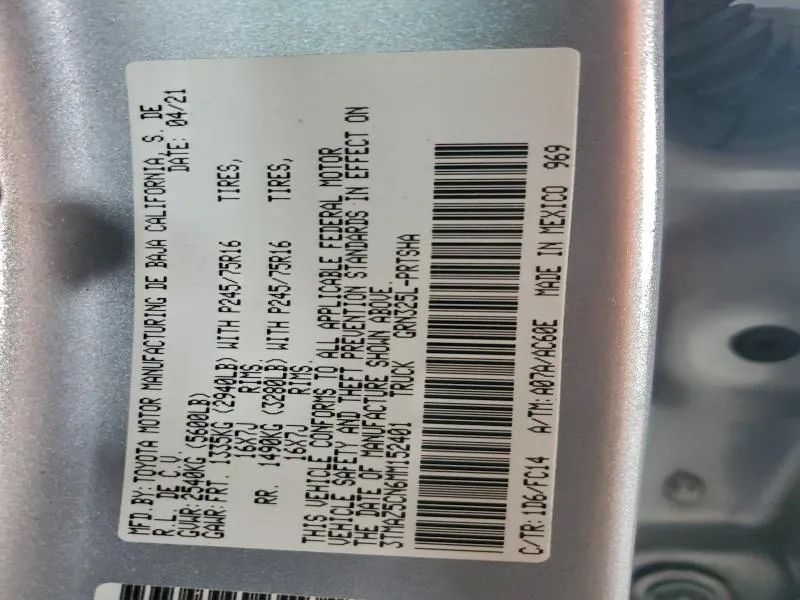 MFD.BY:TOYOTA MOTOR MANUFACTURING DE BAJA CALIFORNIA, S. DE
R.L. DE C.V. DATE: 04/21
GVWR:2540KG(5600LB)
GAWR:FRT. 1335KG (2940LB) WITH P245/75R16 TIRES,
16X7J RIMS.
RR. 1490KG (3280LB) WITH P245/75R16 TIRES,
16X7J RIMS.
THIS VEHICLE CONFORMS TO ALL APPLICABLE FEDERAL MOTOR
VEHICLE SAFETY AND THEFT PREVENTION STANDARDS IN EFFECT ON
THE DATE OF MANUFACTURE SHOWN ABOVE.
3TMAZ5CN6MM152401 TRUCK GRN325L-PRTSHA
C/TR:1D6/FC14 A/TM:A07A/AC60E MADE IN MEXICO 969